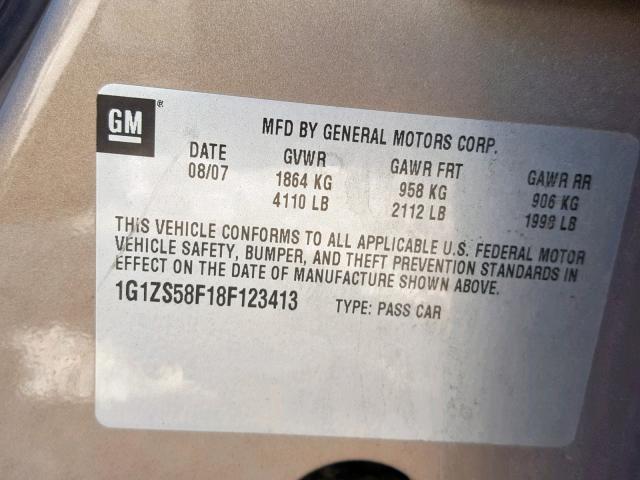 GM ®
MFD BY GENERAL MOTORS CORP.
DATE GVWR GAWR FRT GAWR RR
08/07 1864 KG 958 KG 906 KG
4110 LB 2112 LB 1998 LB
THIS VEHICLE CONFORMS TO ALL APPLICABLE U.S. FEDERAL MOTOR
VEHICLE SAFETY, BUMPER, AND THEFT PREVENTION STANDARDS IN
EFFECT ON THE DATE OF MANUFACTURE SHOWN ABOVE.
1G1ZS58F18F123413 TYPE: PASS CAR